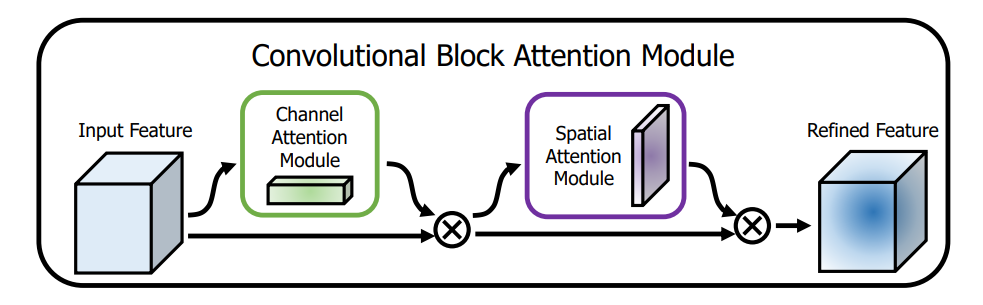 Convolutional Block Attention Module
Input Feature
Channel
Attention
Module
Spatial
Attention
Module
Refined Feature